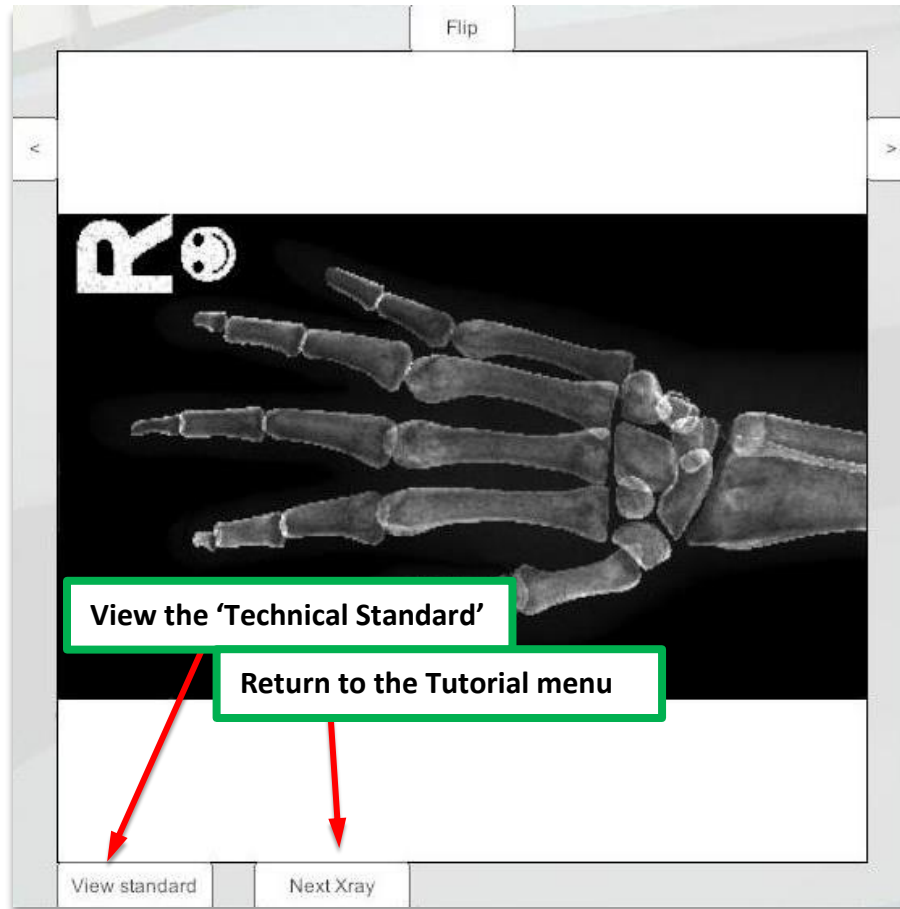 Flip
<
>
R
View the ‘Technical Standard’
Return to the Tutorial menu
View standard
Next Xray